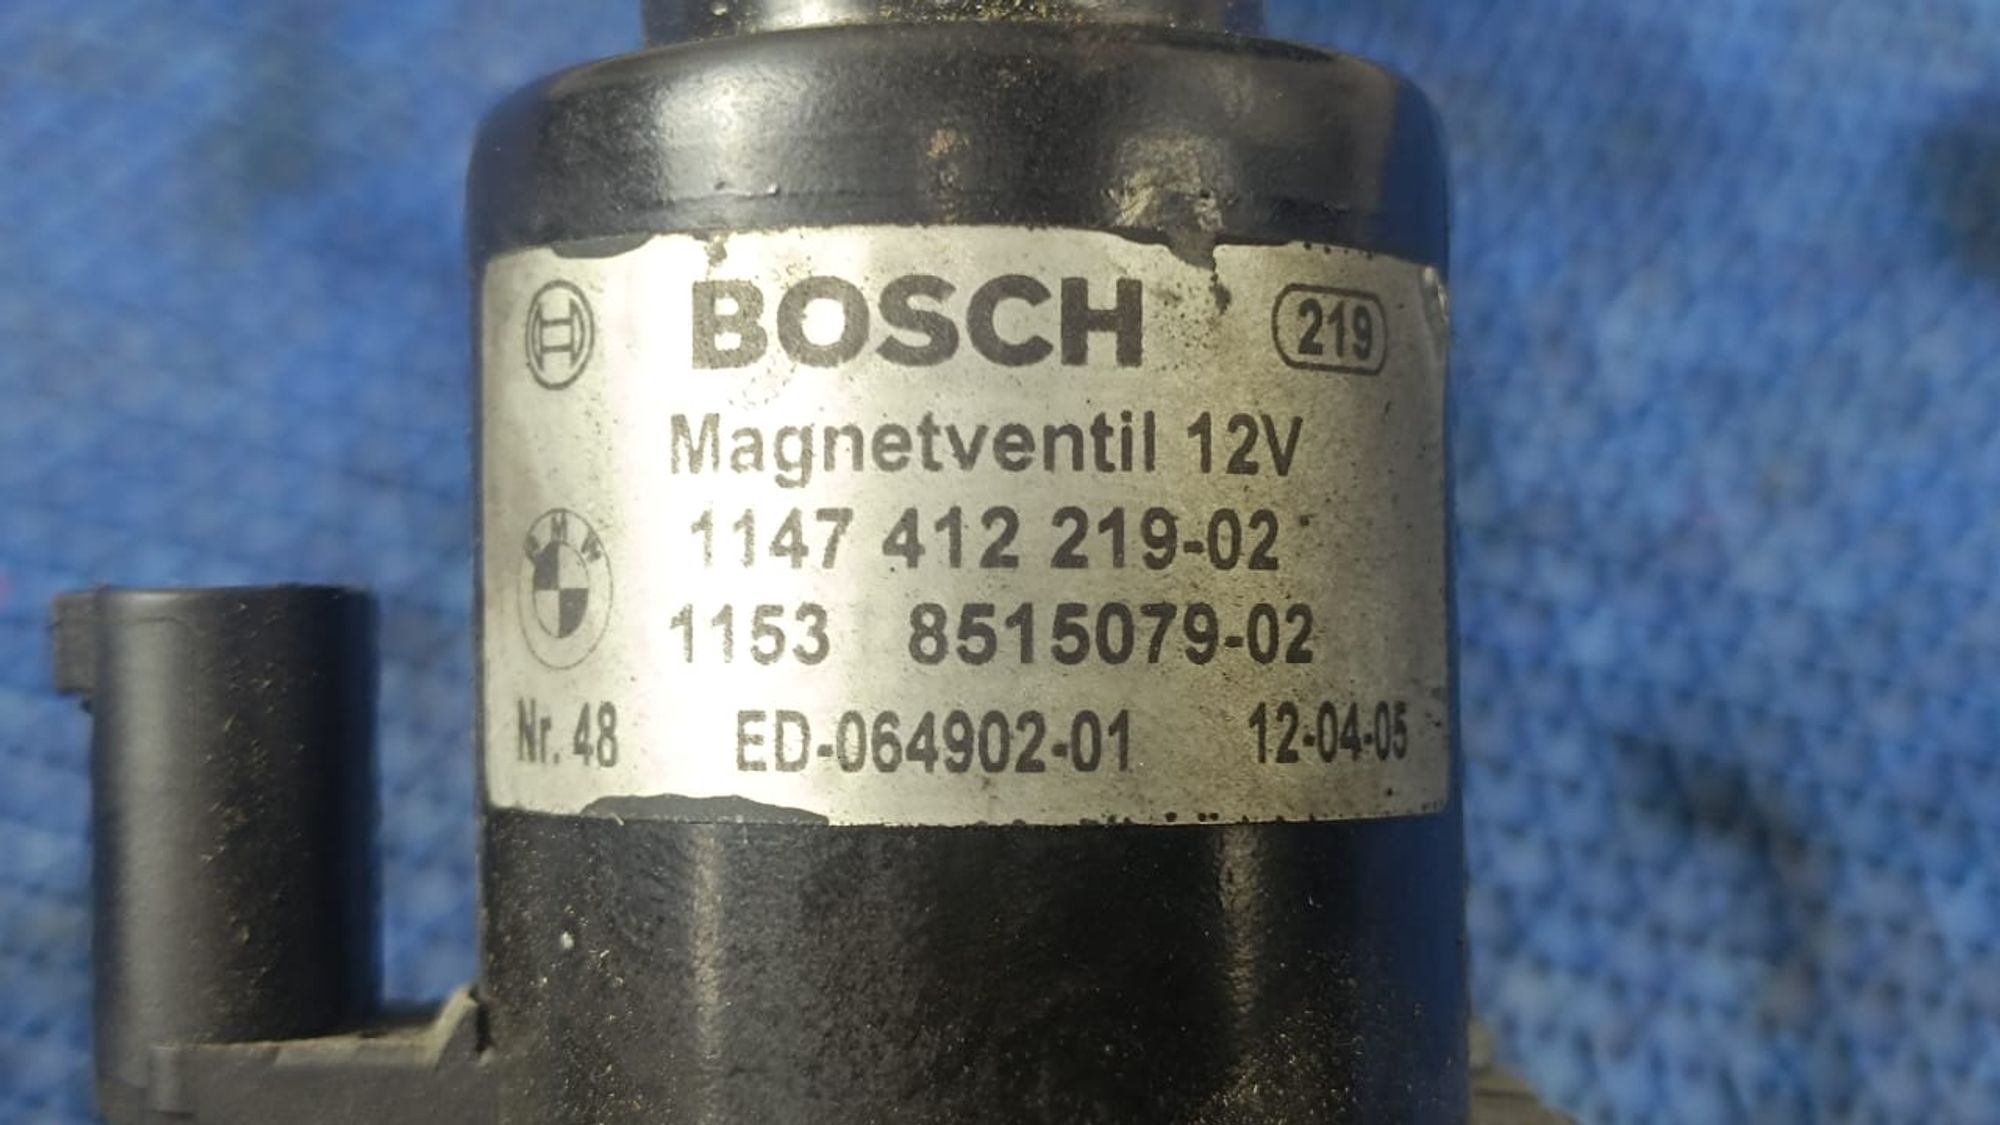 BOSCH 219
Magnetventil 12V
1147 412 219-02
BMW
1153 8515079-02
Nr. 48 ED-064902-01 12-04-05